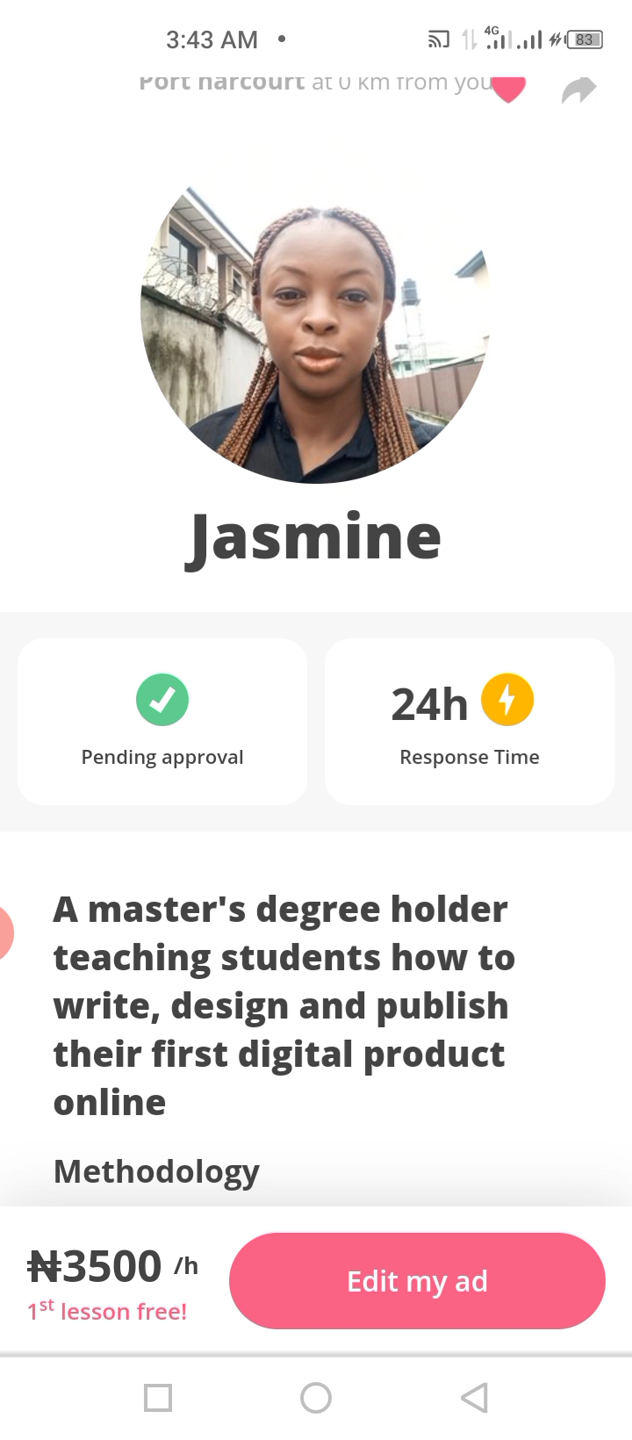 3:43 AM •
4G
83
Port harcourt at 0 km from you
Jasmine
Pending approval
24h
Response Time
A master's degree holder
teaching students how to
write, design and publish
their first digital product
online
Methodology
₦3500 /h
1st lesson free!
Edit my ad